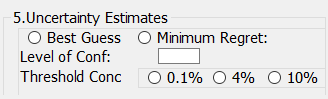 5.Uncertainty Estimates
Best Guess Minimum Regret:
Level of Conf:
Threshold Conc 0.1% 4% 10%